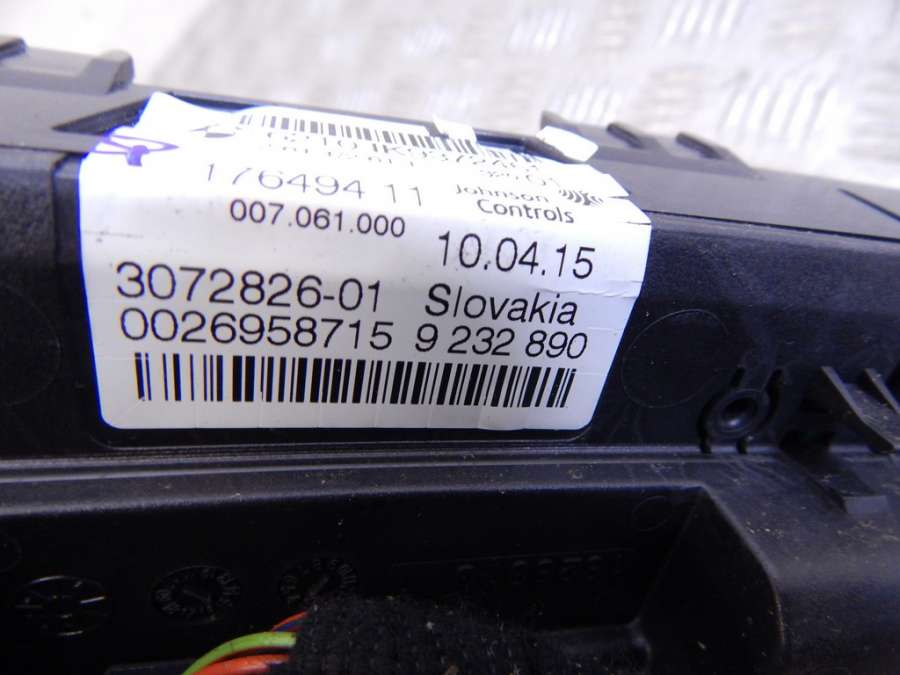 176494 11
Johnson
Controls
007.061.000
10.04.15
3072826-01 Slovakia
0026958715 9 232 890